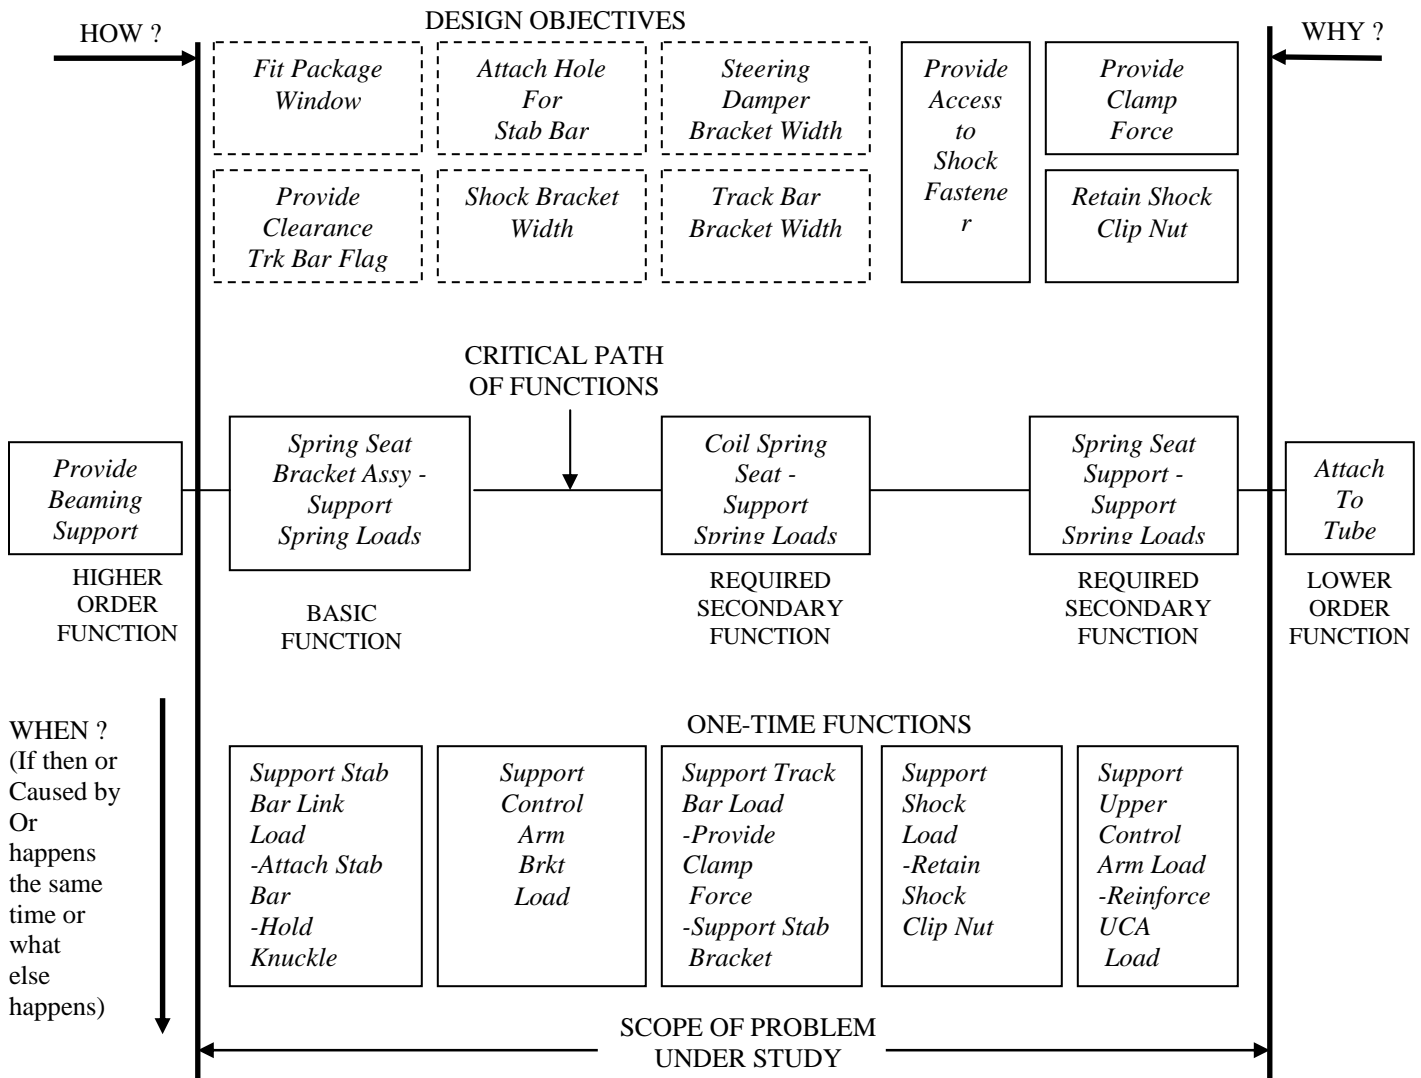 DESIGN OBJECTIVES
HOW ?
WHY ?
Fit Package
Window
Attach Hole
For
Stab Bar
Steering
Damper
Bracket Width
Provide
Access
to
Shock
Fastene
r
Provide
Clamp
Force
Provide
Clearance
Trk Bar Flag
Shock Bracket
Width
Track Bar
Bracket Width
Retain Shock
Clip Nut
CRITICAL PATH
OF FUNCTIONS
Provide
Beaming
Support
Spring Seat
Bracket Assy -
Support
Spring Loads
Coil Spring
Seat -
Support
Spring Loads
Spring Seat
Support -
Support
Spring Loads
Attach
To
Tube
HIGHER
ORDER
FUNCTION
BASIC
FUNCTION
REQUIRED
SECONDARY
FUNCTION
REQUIRED
SECONDARY
FUNCTION
LOWER
ORDER
FUNCTION
WHEN ?
(If then or
Caused by
Or
happens
the same
time or
what
else
happens)
ONE-TIME FUNCTIONS
Support Stab
Bar Link
Load
-Attach Stab
Bar
-Hold
Knuckle
Support
Control
Arm
Brkt
Load
Support Track
Bar Load
-Provide
Clamp
Force
-Support Stab
Bracket
Support
Shock
Load
-Retain
Shock
Clip Nut
Support
Upper
Control
Arm Load
-Reinforce
UCA
Load
SCOPE OF PROBLEM
UNDER STUDY